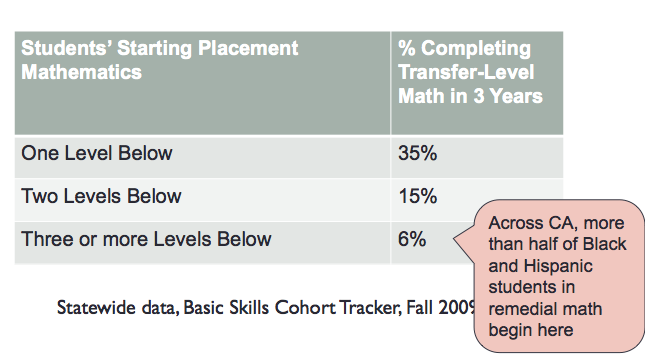 Students' Starting Placement
Mathematics
% Completing
Transfer-Level
Math in 3 Years
One Level Below
35%
Two Levels Below
15%
Three or more Levels Below
6%
Across CA, more
than half of Black
and Hispanic
students in
remedial math
begin here
Statewide data, Basic Skills Cohort Tracker, Fall 2009